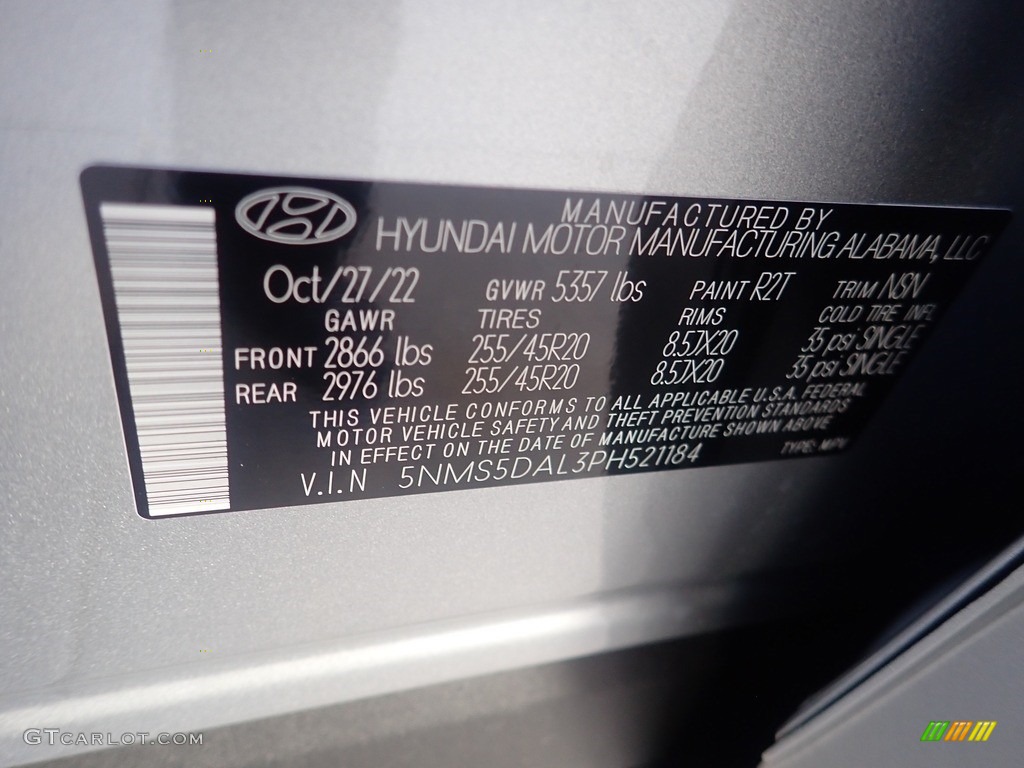 MANUFACTURED BY
HYUNDAI MOTOR MANUFACTURING ALABAMA, LLC
Oct/27/22 GVWR 5357 lbs PAINT R2T TRIM NSN
GAWR TIRES RIMS COLD TIRE INFL
FRONT 2866 lbs 255/45R20 8.5JX20 35 psi SINGLE
REAR 2976 lbs 255/45R20 8.5JX20 35 psi SINGLE
THIS VEHICLE CONFORMS TO ALL APPLICABLE U.S.A. FEDERAL
MOTOR VEHICLE SAFETY AND THEFT PREVENTION STANDARDS
IN EFFECT ON THE DATE OF MANUFACTURE SHOWN ABOVE
V.I.N 5NMS5DAL3PH521184 TYPE: MPV
GTCARLOT.COM